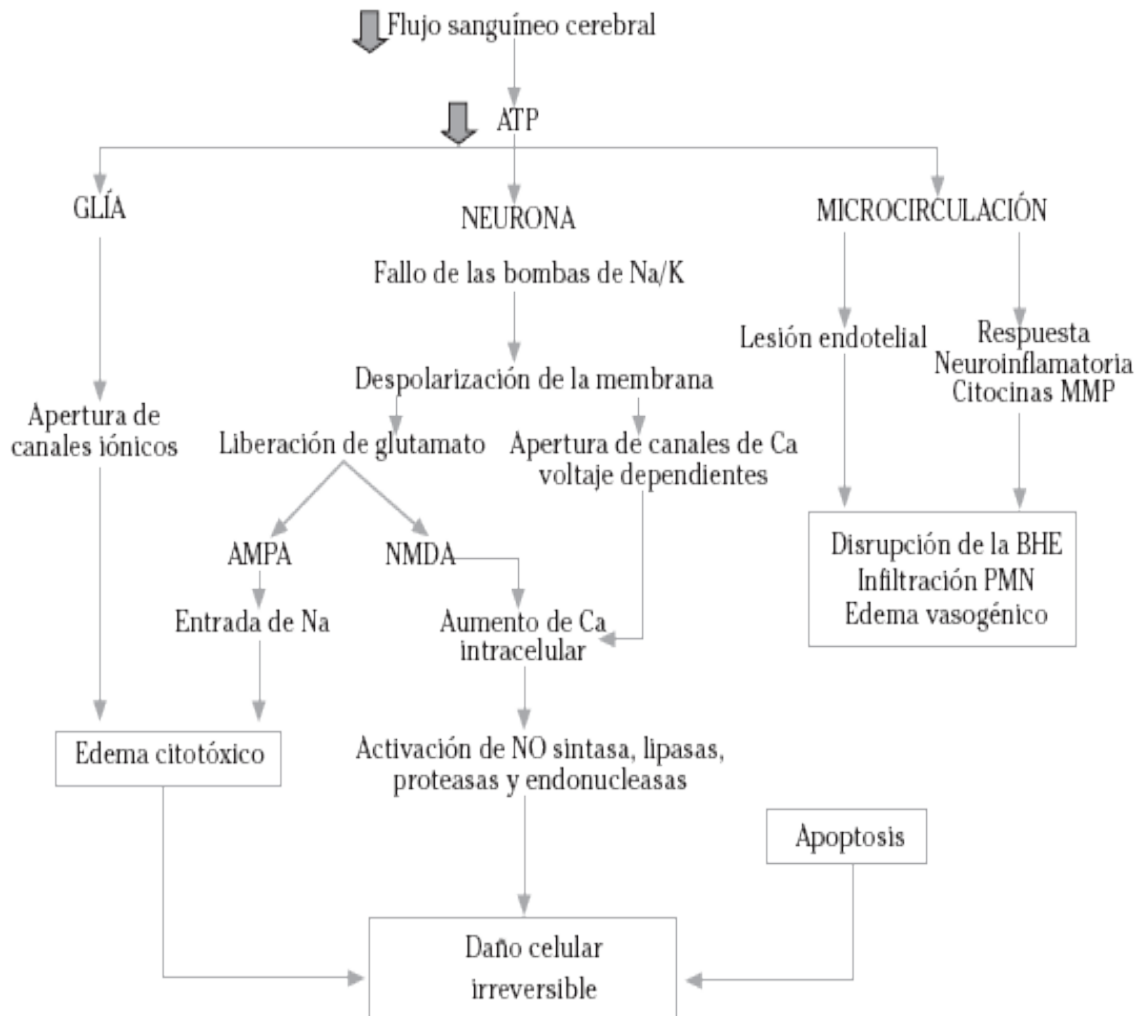 Flujo sanguíneo cerebral
ATP
GLÍA
NEURONA
MICROCIRCULACIÓN
Fallo de las bombas de Na/K
Lesión endotelial
Respuesta
Neuroinflamatoria
Citocinas MMP
Despolarización de la membrana
Apertura de
canales iónicos
Liberación de glutamato
Apertura de canales de Ca
voltaje dependientes
AMPA
NMDA
Disrupción de la BHE
Infiltración PMN
Edema vasogénico
Entrada de Na
Aumento de Ca
intracelular
Edema citotóxico
Activación de NO sintasa, lipasas,
proteasas y endonucleasas
Apoptosis
Daño celular
irreversible